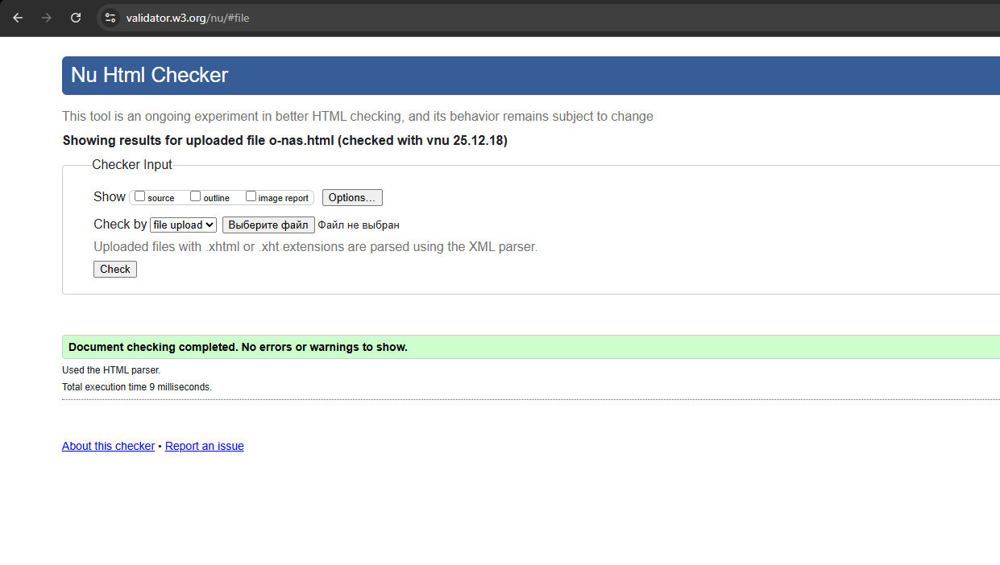 validator.w3.org/nu/#file
Nu Html Checker
This tool is an ongoing experiment in better HTML checking, and its behavior remains subject to change
Showing results for uploaded file o-nas.html (checked with vnu 25.12.18)
Checker Input
Show source outline image report Options...
Check by file upload Выберите файл Файл не выбран
Uploaded files with .xhtml or .xht extensions are parsed using the XML parser.
Check
Document checking completed. No errors or warnings to show.
Used the HTML parser.
Total execution time 9 milliseconds.
About this checker • Report an issue